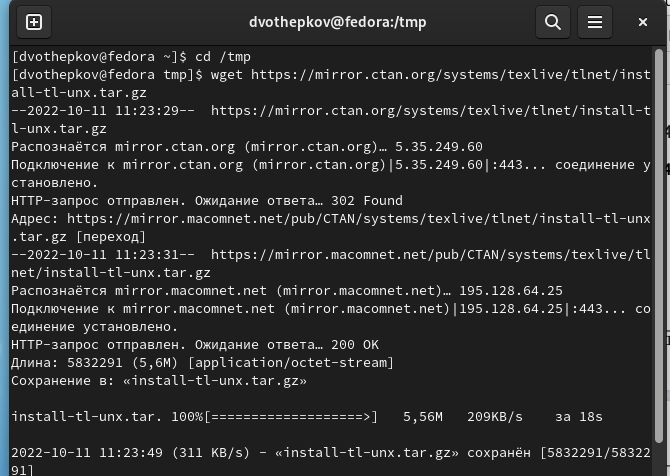 dvothepkov@fedora:/tmp
[dvothepkov@fedora ~]$ cd /tmp
[dvothepkov@fedora tmp]$ wget https://mirror.ctan.org/systems/texlive/tlnet/inst
all-tl-unx.tar.gz
--2022-10-11 11:23:29--  https://mirror.ctan.org/systems/texlive/tlnet/install-t
l-unx.tar.gz
Распознаётся mirror.ctan.org (mirror.ctan.org)… 5.35.249.60
Подключение к mirror.ctan.org (mirror.ctan.org)|5.35.249.60|:443... соединение у
становлено.
HTTP-запрос отправлен. Ожидание ответа… 302 Found
Адрес: https://mirror.macomnet.net/pub/CTAN/systems/texlive/tlnet/install-tl-unx
.tar.gz [переход]
--2022-10-11 11:23:31--  https://mirror.macomnet.net/pub/CTAN/systems/texlive/tl
net/install-tl-unx.tar.gz
Распознаётся mirror.macomnet.net (mirror.macomnet.net)… 195.128.64.25
Подключение к mirror.macomnet.net (mirror.macomnet.net)|195.128.64.25|:443... со
единение установлено.
HTTP-запрос отправлен. Ожидание ответа… 200 OK
Длина: 5832291 (5,6M) [application/octet-stream]
Сохранение в: «install-tl-unx.tar.gz»
install-tl-unx.tar. 100%[===================>]   5,56M   209KB/s    за 18s
2022-10-11 11:23:49 (311 KB/s) - «install-tl-unx.tar.gz» сохранён [5832291/58322
91]